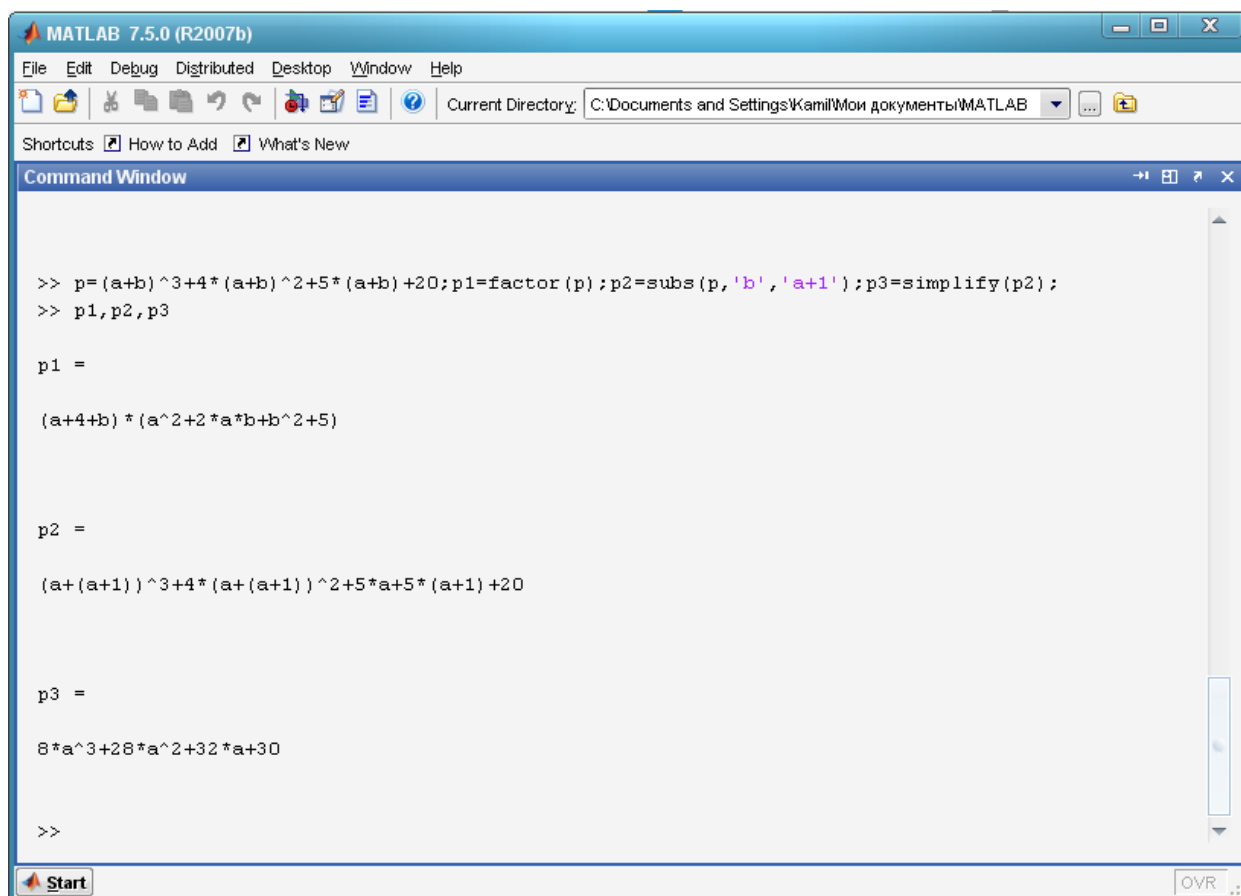 MATLAB 7.5.0 (R2007b)
File Edit Debug Distributed Desktop Window Help
Current Directory: C:\Documents and Settings\Kamil\Мои документы\MATLAB ...
Shortcuts How to Add What's New
Command Window
>> p=(a+b)^3+4*(a+b)^2+5*(a+b)+20;p1=factor(p);p2=subs(p,'b','a+1');p3=simplify(p2);
>> p1,p2,p3
p1 =
(a+4+b)*(a^2+2*a*b+b^2+5)
p2 =
(a+(a+1))^3+4*(a+(a+1))^2+5*a+5*(a+1)+20
p3 =
8*a^3+28*a^2+32*a+30
>>
Start OVR